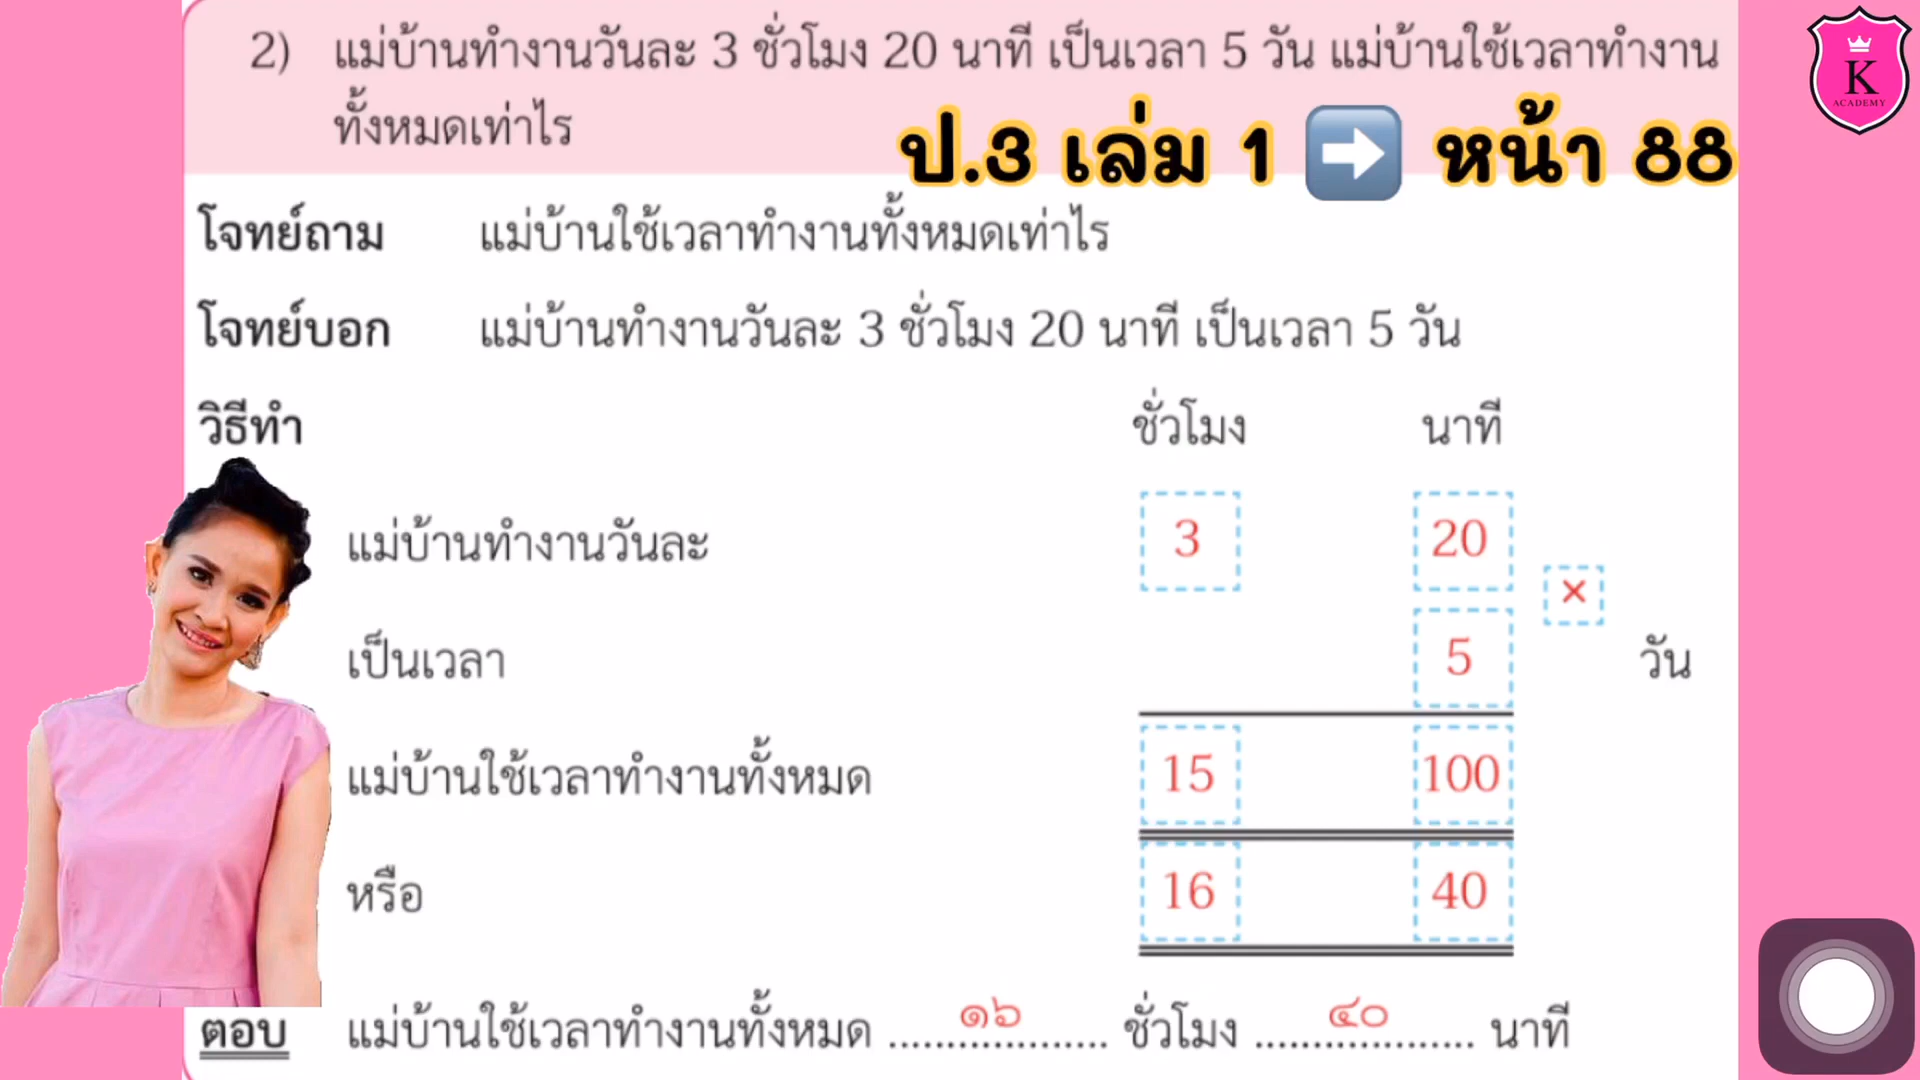 2) แม่บ้านทำงานวันละ 3 ชั่วโมง 20 นาที เป็นเวลา 5 วัน แม่บ้านใช้เวลาทำงาน
ทั้งหมดเท่าไร
ป.3 เล่ม 1 ➡ หน้า 88
K
ACADEMY
โจทย์ถาม แม่บ้านใช้เวลาทำงานทั้งหมดเท่าไร
โจทย์บอก แม่บ้านทำงานวันละ 3 ชั่วโมง 20 นาที เป็นเวลา 5 วัน
วิธีทำ ชั่วโมง นาที
แม่บ้านทำงานวันละ 3 20
×
เป็นเวลา 5 วัน
แม่บ้านใช้เวลาทำงานทั้งหมด 15 100
หรือ 16 40
ตอบ แม่บ้านใช้เวลาทำงานทั้งหมด ๑๖ ชั่วโมง ๔๐ นาที